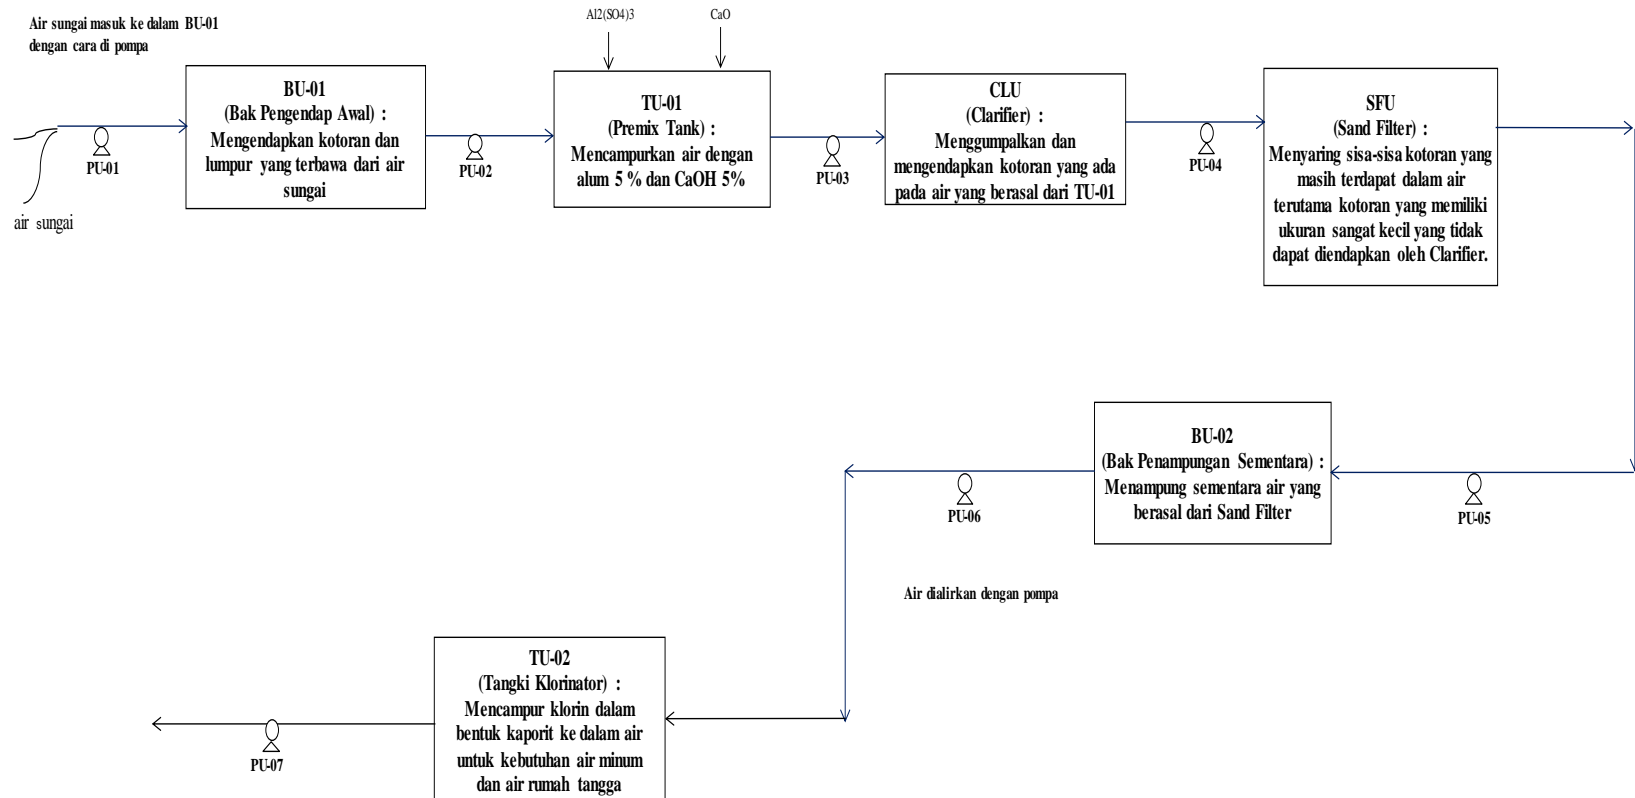 Air sungai masuk ke dalam BU-01
dengan cara di pompa
Al2(SO4)3
CaO
air sungai
PU-01
BU-01
(Bak Pengendap Awal) :
Mengendapkan kotoran dan
lumpur yang terbawa dari air
sungai
PU-02
TU-01
(Premix Tank) :
Mencampurkan air dengan
alum 5 % dan CaOH 5%
PU-03
CLU
(Clarifier) :
Menggumpalkan dan
mengendapkan kotoran yang ada
pada air yang berasal dari TU-01
PU-04
SFU
(Sand Filter) :
Menyaring sisa-sisa kotoran yang
masih terdapat dalam air
terutama kotoran yang memiliki
ukuran sangat kecil yang tidak
dapat diendapkan oleh Clarifier.
PU-05
BU-02
(Bak Penampungan Sementara) :
Menampung sementara air yang
berasal dari Sand Filter
PU-06
Air dialirkan dengan pompa
TU-02
(Tangki Klorinator) :
Mencampur klorin dalam
bentuk kaporit ke dalam air
untuk kebutuhan air minum
dan air rumah tangga
PU-07